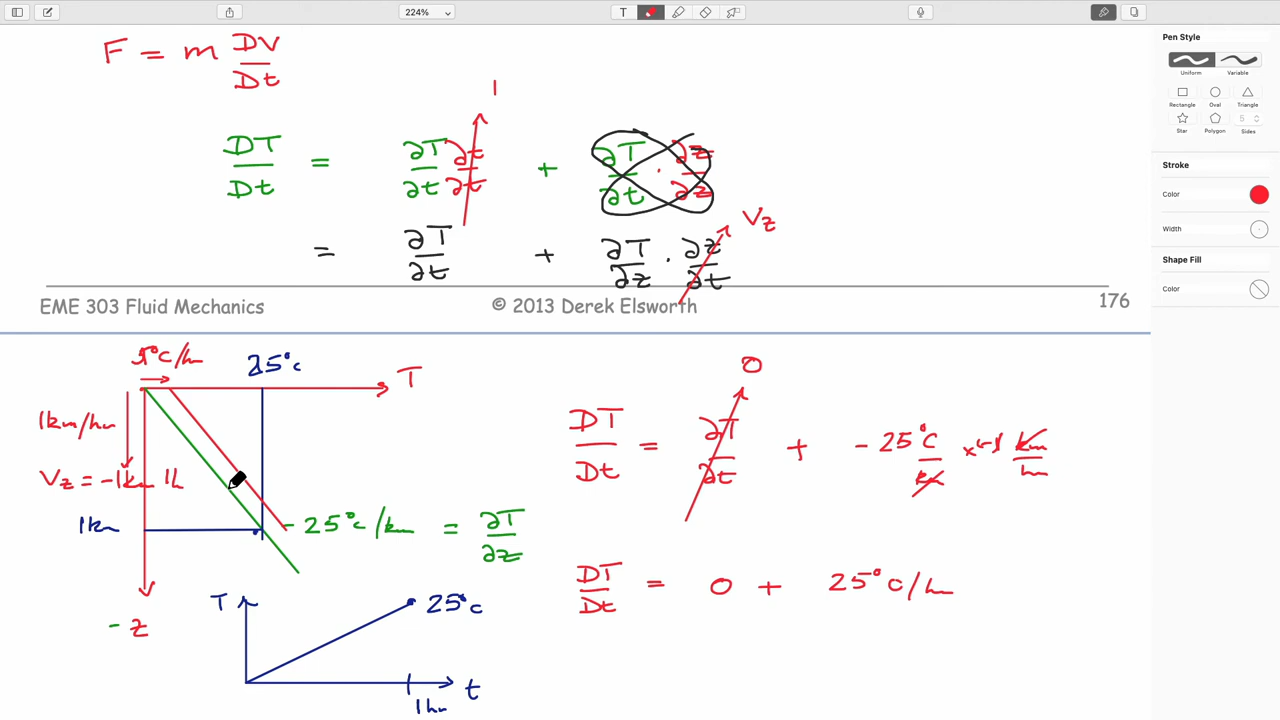 224%
T
F = m DV/Dt
1
DT/Dt = ∂T/∂t ∂t/∂t + ∂T/∂t · ∂z/∂z
Vz
= ∂T/∂t + ∂T/∂z · ∂z/∂t
EME 303 Fluid Mechanics © 2013 Derek Elsworth 176
5°C/hr 25°C T
1km/hr
Vz = -1km/h
1km
-25°C/km = ∂T/∂z
-z
T 25°C
t
1hr
0
DT/Dt = ∂T/∂t + -25°C/km x -1 km/hr
DT/Dt = 0 + 25°C/hr
Pen Style
Uniform Variable
Rectangle Oval Triangle
5
Star Polygon Sides
Stroke
Color
Width
Shape Fill
Color